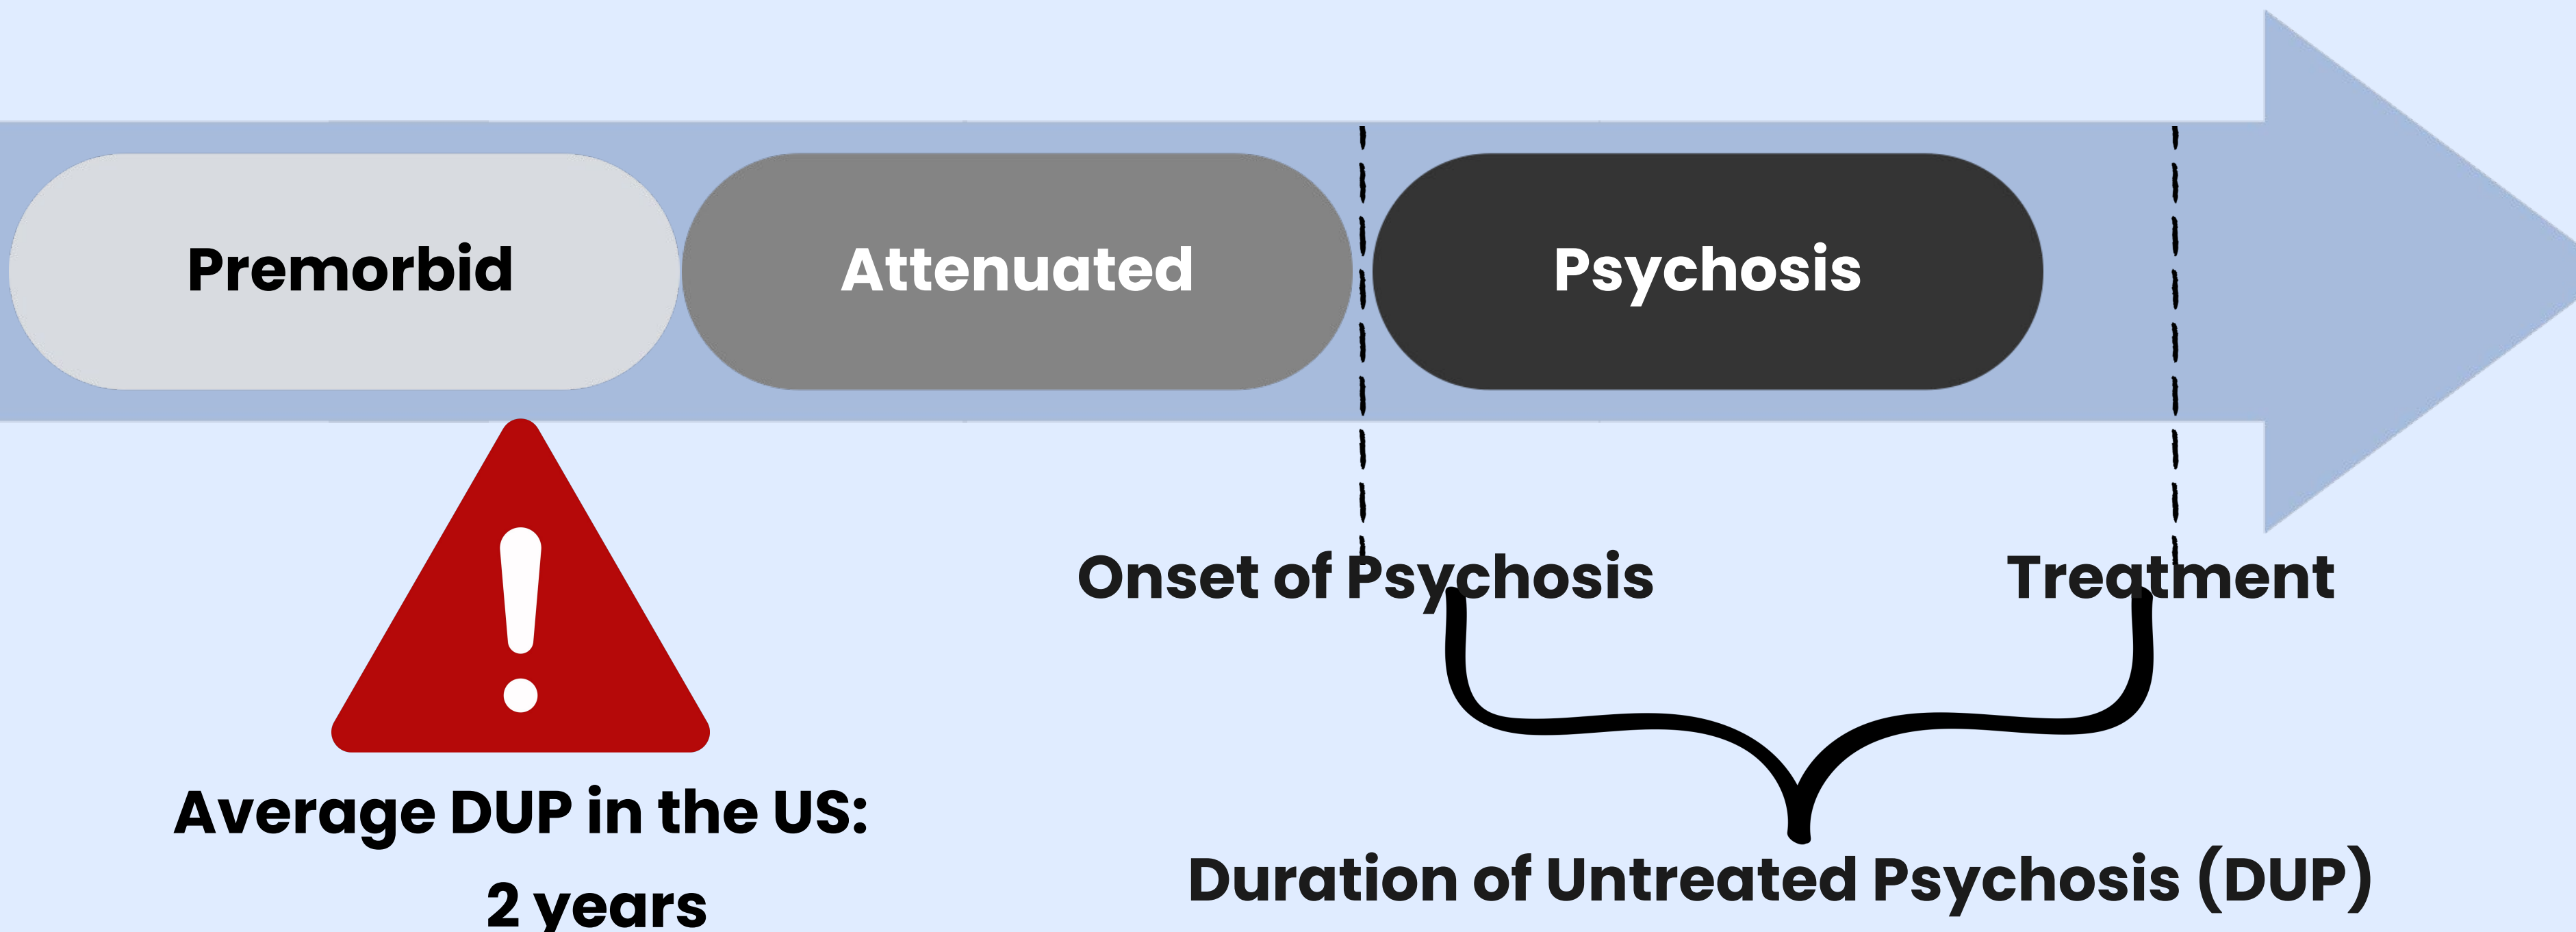 Premorbid
Attenuated
Psychosis
Onset of Psychosis
Treatment
Average DUP in the US:
2 years
Duration of Untreated Psychosis (DUP)